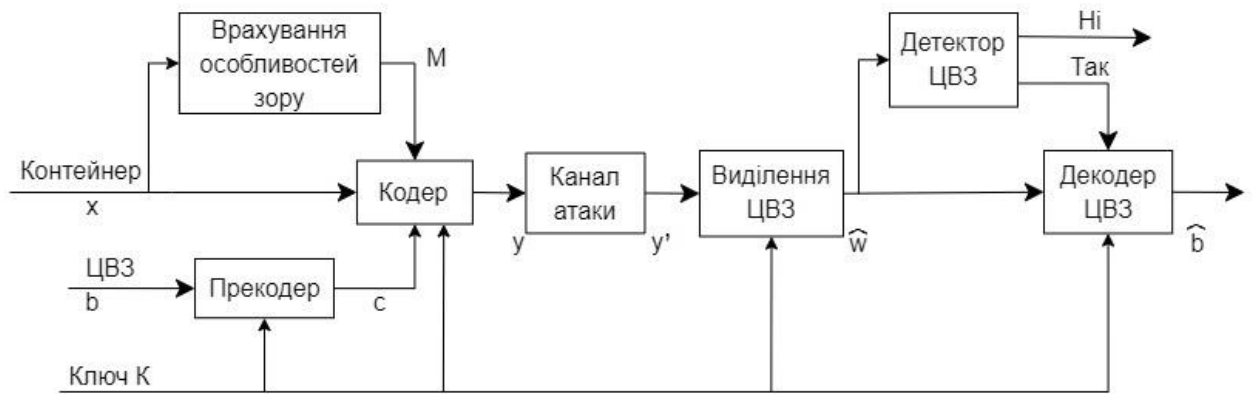 Врахування
особливостей
зору
М
Детектор
ЦВЗ
Ні
Так
Контейнер
x
Кодер
y
Канал
атаки
y’
Виділення
ЦВЗ
ŵ
Декодер
ЦВЗ
b̂
ЦВЗ
b
Прекодер
c
Ключ К